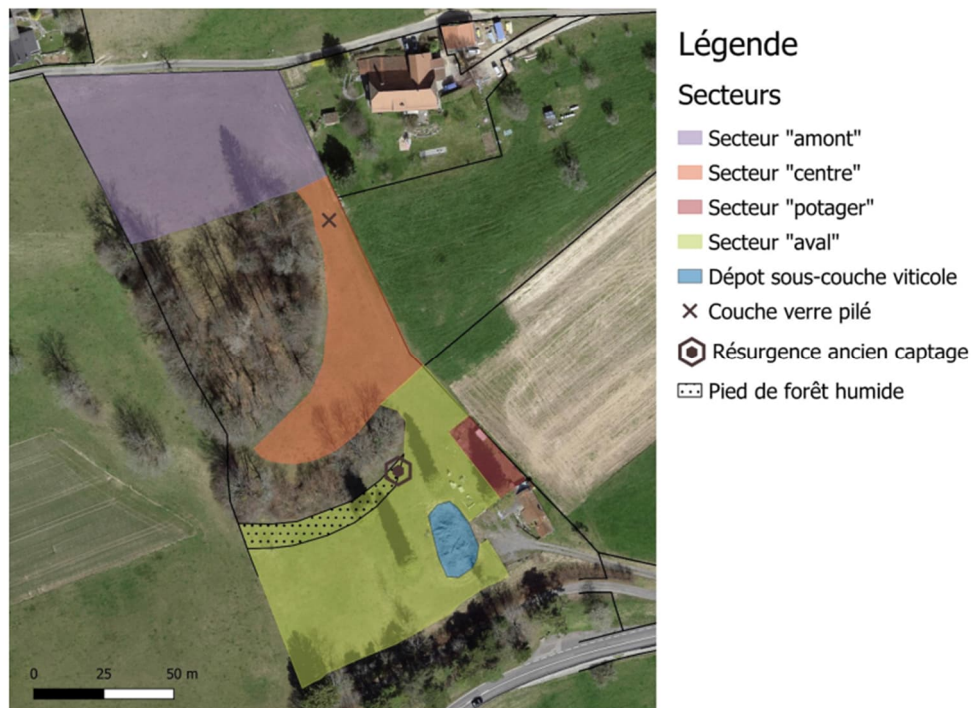 Légende
Secteurs
Secteur "amont"
Secteur "centre"
Secteur "potager"
Secteur "aval"
Dépot sous-couche viticole
Couche verre pilé
Résurgence ancien captage
Pied de forêt humide
0 25 50 m